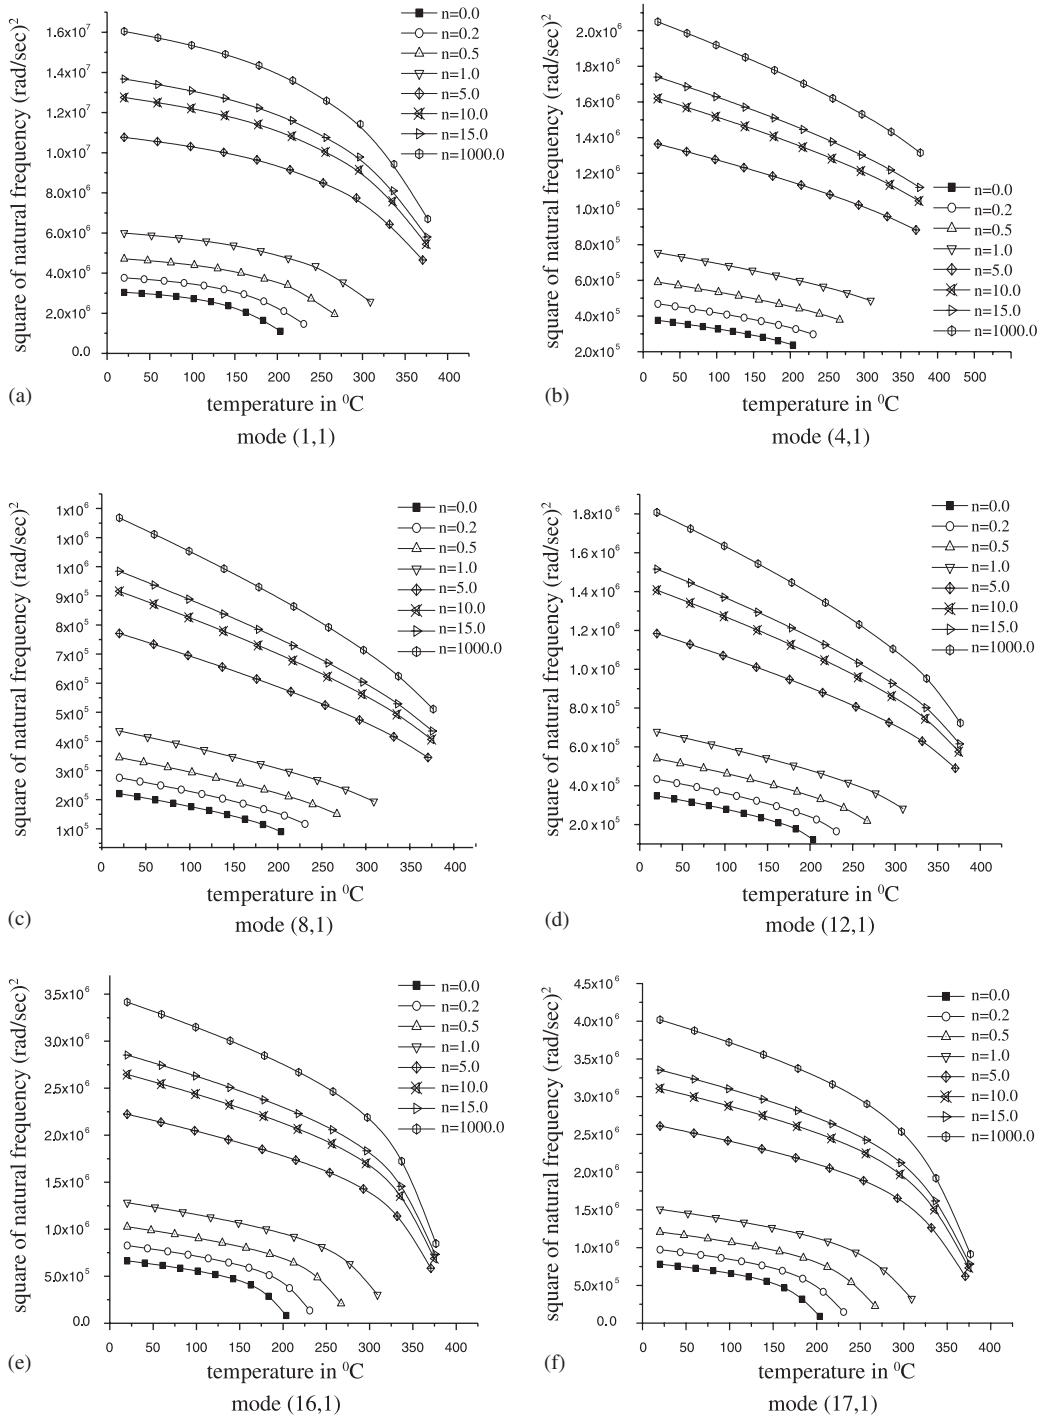 square of natural frequency (rad/sec)²
1.6x10⁷
1.4x10⁷
1.2x10⁷
1.0x10⁷
8.0x10⁶
6.0x10⁶
4.0x10⁶
2.0x10⁶
0.0
0 50 100 150 200 250 300 350 400
n=0.0
n=0.2
n=0.5
n=1.0
n=5.0
n=10.0
n=15.0
n=1000.0
(a)
temperature in ⁰C
mode (1,1)
square of natural frequency (rad/sec)²
2.0x10⁶
1.8x10⁶
1.6x10⁶
1.4x10⁶
1.2x10⁶
1.0x10⁶
8.0x10⁵
6.0x10⁵
4.0x10⁵
2.0x10⁵
0 50 100 150 200 250 300 350 400 500
n=0.0
n=0.2
n=0.5
n=1.0
n=5.0
n=10.0
n=15.0
n=1000.0
(b)
temperature in ⁰C
mode (4,1)
square of natural frequency (rad/sec)²
1x10⁶
1x10⁶
1x10⁶
9x10⁵
8x10⁵
7x10⁵
6x10⁵
5x10⁵
4x10⁵
3x10⁵
2x10⁵
1x10⁵
0 50 100 150 200 250 300 350 400
n=0.0
n=0.2
n=0.5
n=1.0
n=5.0
n=10.0
n=15.0
n=1000.0
(c)
temperature in ⁰C
mode (8,1)
square of natural frequency (rad/sec)²
1.8x10⁶
1.6x10⁶
1.4x10⁶
1.2x10⁶
1.0x10⁶
8.0x10⁵
6.0x10⁵
4.0x10⁵
2.0x10⁵
0 50 100 150 200 250 300 350 400
n=0.0
n=0.2
n=0.5
n=1.0
n=5.0
n=10.0
n=15.0
n=1000.0
(d)
temperature in ⁰C
mode (12,1)
square of natural frequency (rad/sec)²
3.5x10⁶
3.0x10⁶
2.5x10⁶
2.0x10⁶
1.5x10⁶
1.0x10⁶
5.0x10⁵
0.0
0 50 100 150 200 250 300 350 400
n=0.0
n=0.2
n=0.5
n=1.0
n=5.0
n=10.0
n=15.0
n=1000.0
(e)
temperature in ⁰C
mode (16,1)
square of natural frequency (rad/sec)²
4.5x10⁶
4.0x10⁶
3.5x10⁶
3.0x10⁶
2.5x10⁶
2.0x10⁶
1.5x10⁶
1.0x10⁶
5.0x10⁵
0.0
0 50 100 150 200 250 300 350 400
n=0.0
n=0.2
n=0.5
n=1.0
n=5.0
n=10.0
n=15.0
n=1000.0
(f)
temperature in ⁰C
mode (17,1)